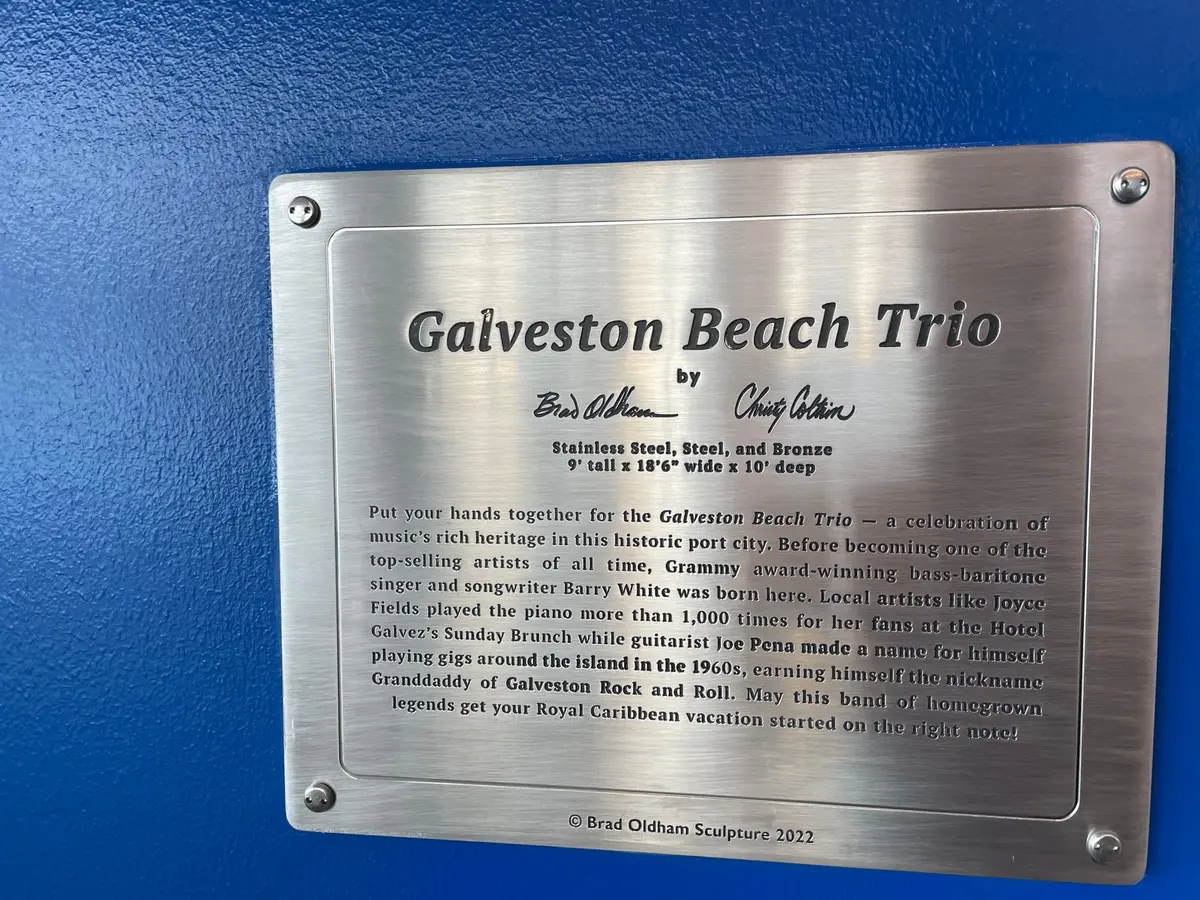 Galveston Beach Trio
by
Brad Oldham Christy Coltrin
Stainless Steel, Steel, and Bronze
9' tall x 18'6" wide x 10' deep
Put your hands together for the Galveston Beach Trio — a celebration of
music's rich heritage in this historic port city. Before becoming one of the
top-selling artists of all time, Grammy award-winning bass-baritone
singer and songwriter Barry White was born here. Local artists like Joyce
Fields played the piano more than 1,000 times for her fans at the Hotel
Galvez's Sunday Brunch while guitarist Joe Pena made a name for himself
playing gigs around the island in the 1960s, earning himself the nickname
Granddaddy of Galveston Rock and Roll. May this band of homegrown
legends get your Royal Caribbean vacation started on the right note!
© Brad Oldham Sculpture 2022